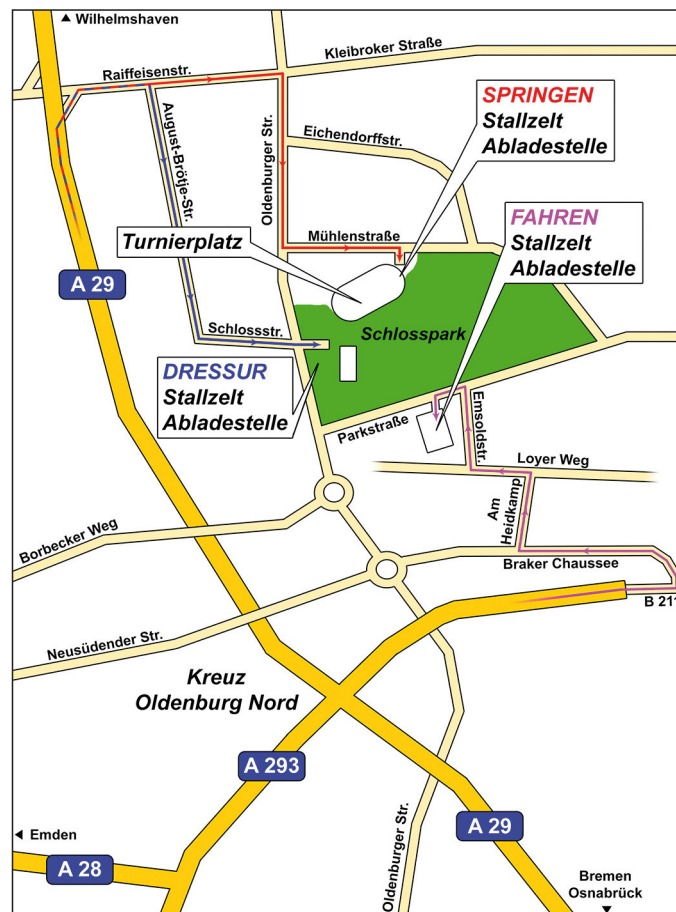 Wilhelmshaven
Kleibroker Straße
Raiffeisenstr.
SPRINGEN
Stallzelt
Abladestelle
August-Brötje-Str.
Oldenburger Str.
Eichendorffstr.
FAHREN
Stallzelt
Abladestelle
Mühlenstraße
Turnierplatz
A 29
Schlossstr.
Schlosspark
DRESSUR
Stallzelt
Abladestelle
Parkstraße
Emsoldstr.
Loyer Weg
Am
Heidkamp
Borbecker Weg
Braker Chaussee
B 211
Neusüdender Str.
Kreuz
Oldenburg Nord
A 293
A 29
Oldenburger Str.
Emden
A 28
Bremen
Osnabrück